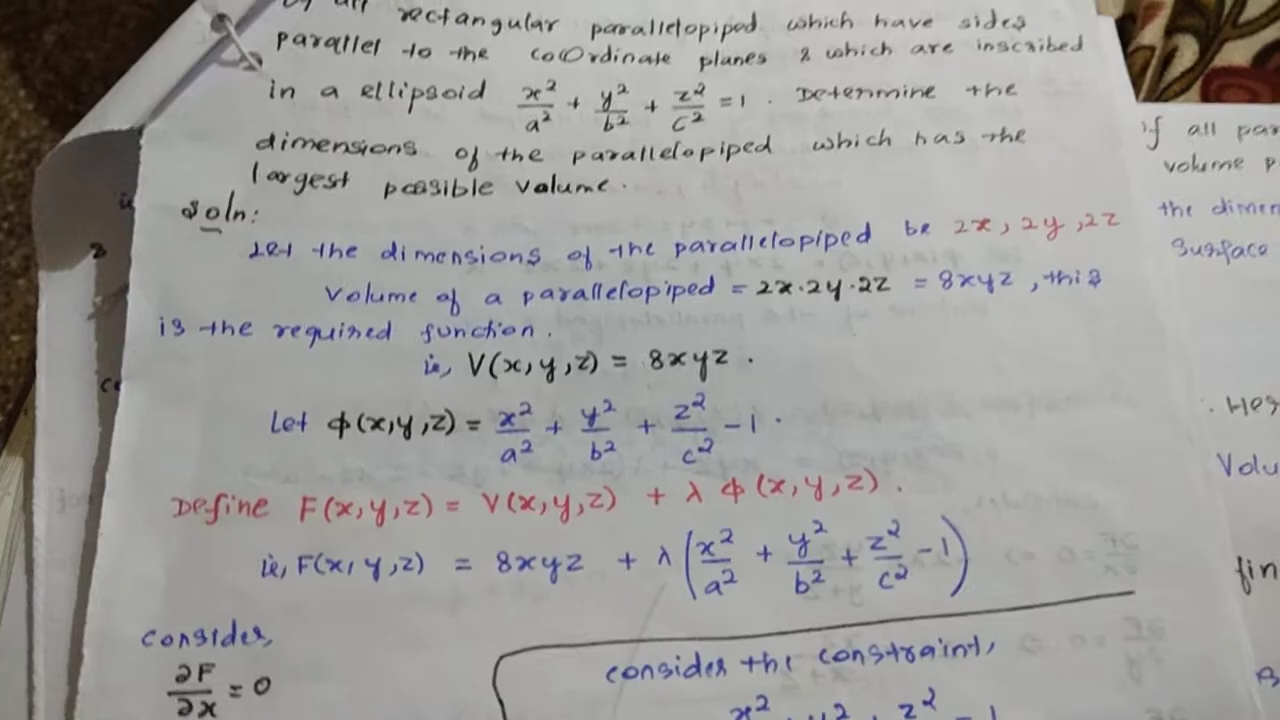 all rectangular parallelopiped which have sides
parallel to the coordinate planes & which are inscribed
in a ellipsoid x²/a² + y²/b² + z²/c² = 1. Determine the
dimensions of the parallelopiped which has the
largest possible volume.
Soln:
Let the dimensions of the parallelopiped be 2x, 2y, 2z
Volume of a parallelopiped = 2x·2y·2z = 8xyz, this
is the required function.
ie, V(x,y,z) = 8xyz.
Let ϕ(x,y,z) = x²/a² + y²/b² + z²/c² - 1.
Define F(x,y,z) = V(x,y,z) + λ ϕ(x,y,z).
ie, F(x,y,z) = 8xyz + λ(x²/a² + y²/b² + z²/c² - 1)
consider
∂F/∂x = 0
consider the constraint,
x² y² z²
if all par
volume p
the dimen
Surface
Volu
fin